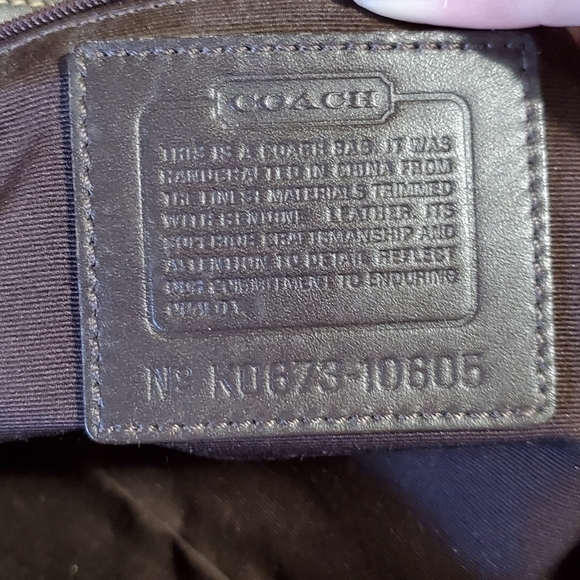 COACH
THIS IS A COACH BAG. IT WAS
HANDCRAFTED IN CHINA FROM
THE FINEST MATERIALS TRIMMED
WITH GENUINE LEATHER. ITS
SUPERIOR CRAFTSMANSHIP AND
ATTENTION TO DETAIL REFLECT
OUR COMMITMENT TO ENDURING
QUALITY.
Nº K0673-10605